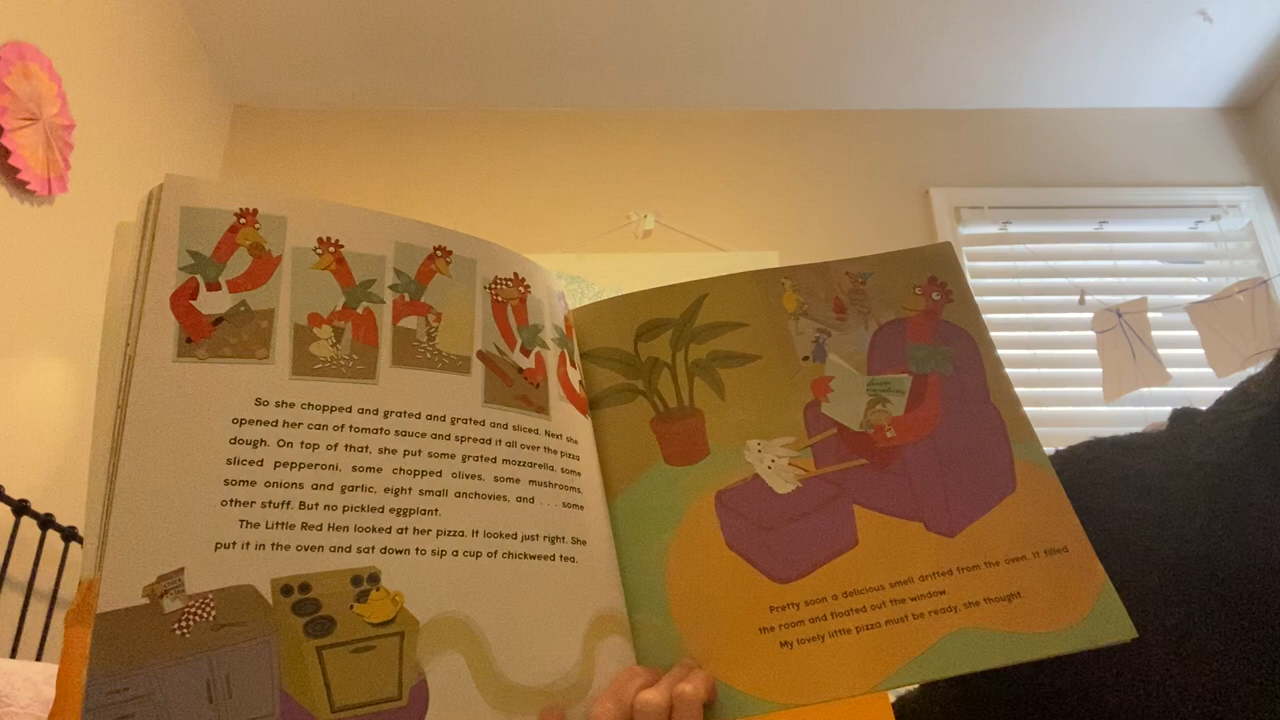 So she chopped and grated and grated and sliced. Next she
opened her can of tomato sauce and spread it all over the pizza
dough. On top of that, she put some grated mozzarella, some
sliced pepperoni, some chopped olives, some mushrooms,
some onions and garlic, eight small anchovies, and . . . some
other stuff. But no pickled eggplant.
The Little Red Hen looked at her pizza. It looked just right. She
put it in the oven and sat down to sip a cup of chickweed tea.
Pretty soon a delicious smell drifted from the oven. It filled
the room and floated out the window.
My lovely little pizza must be ready, she thought.